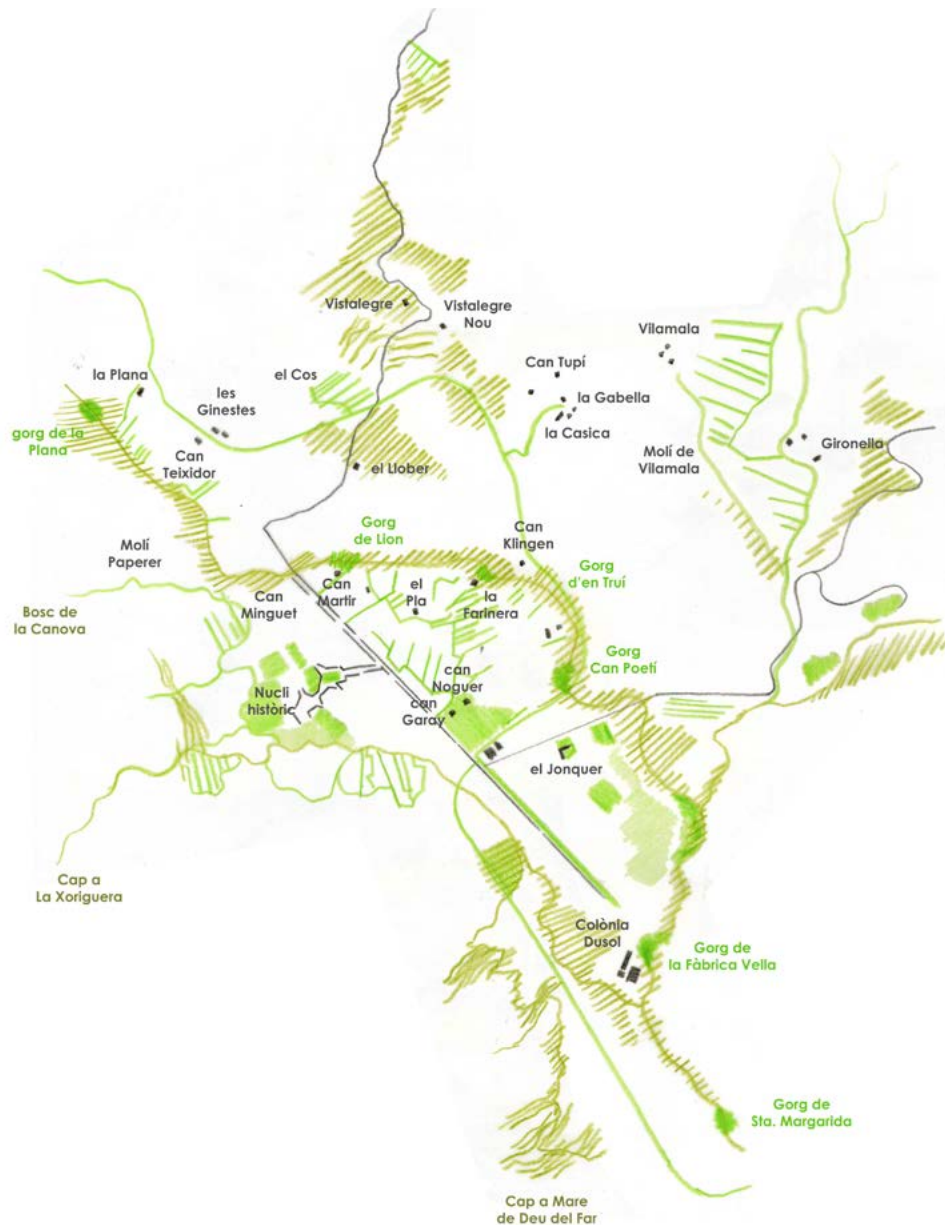 Vistalegre
Vistalegre
Nou
Vilamala
Can Tupí
la Plana
el Cos
les
Ginestes
la Gabella
la Casica
gorg de la
Plana
Can
Teixidor
el Llober
Molí de
Vilamala
Gironella
Molí
Paperer
Gorg
de Lion
Can
Klingen
Gorg
d'en Truí
Can
Minguet
Can
Martir
el
Pla
la
Farinera
Bosc de
la Canova
Gorg
Can Poetí
Nucli
històric
can
Noguer
can
Garay
el Jonquer
Cap a
La Xoriguera
Colònia
Dusol
Gorg de
la Fàbrica Vella
Gorg de
Sta. Margarida
Cap a Mare
de Deu del Far